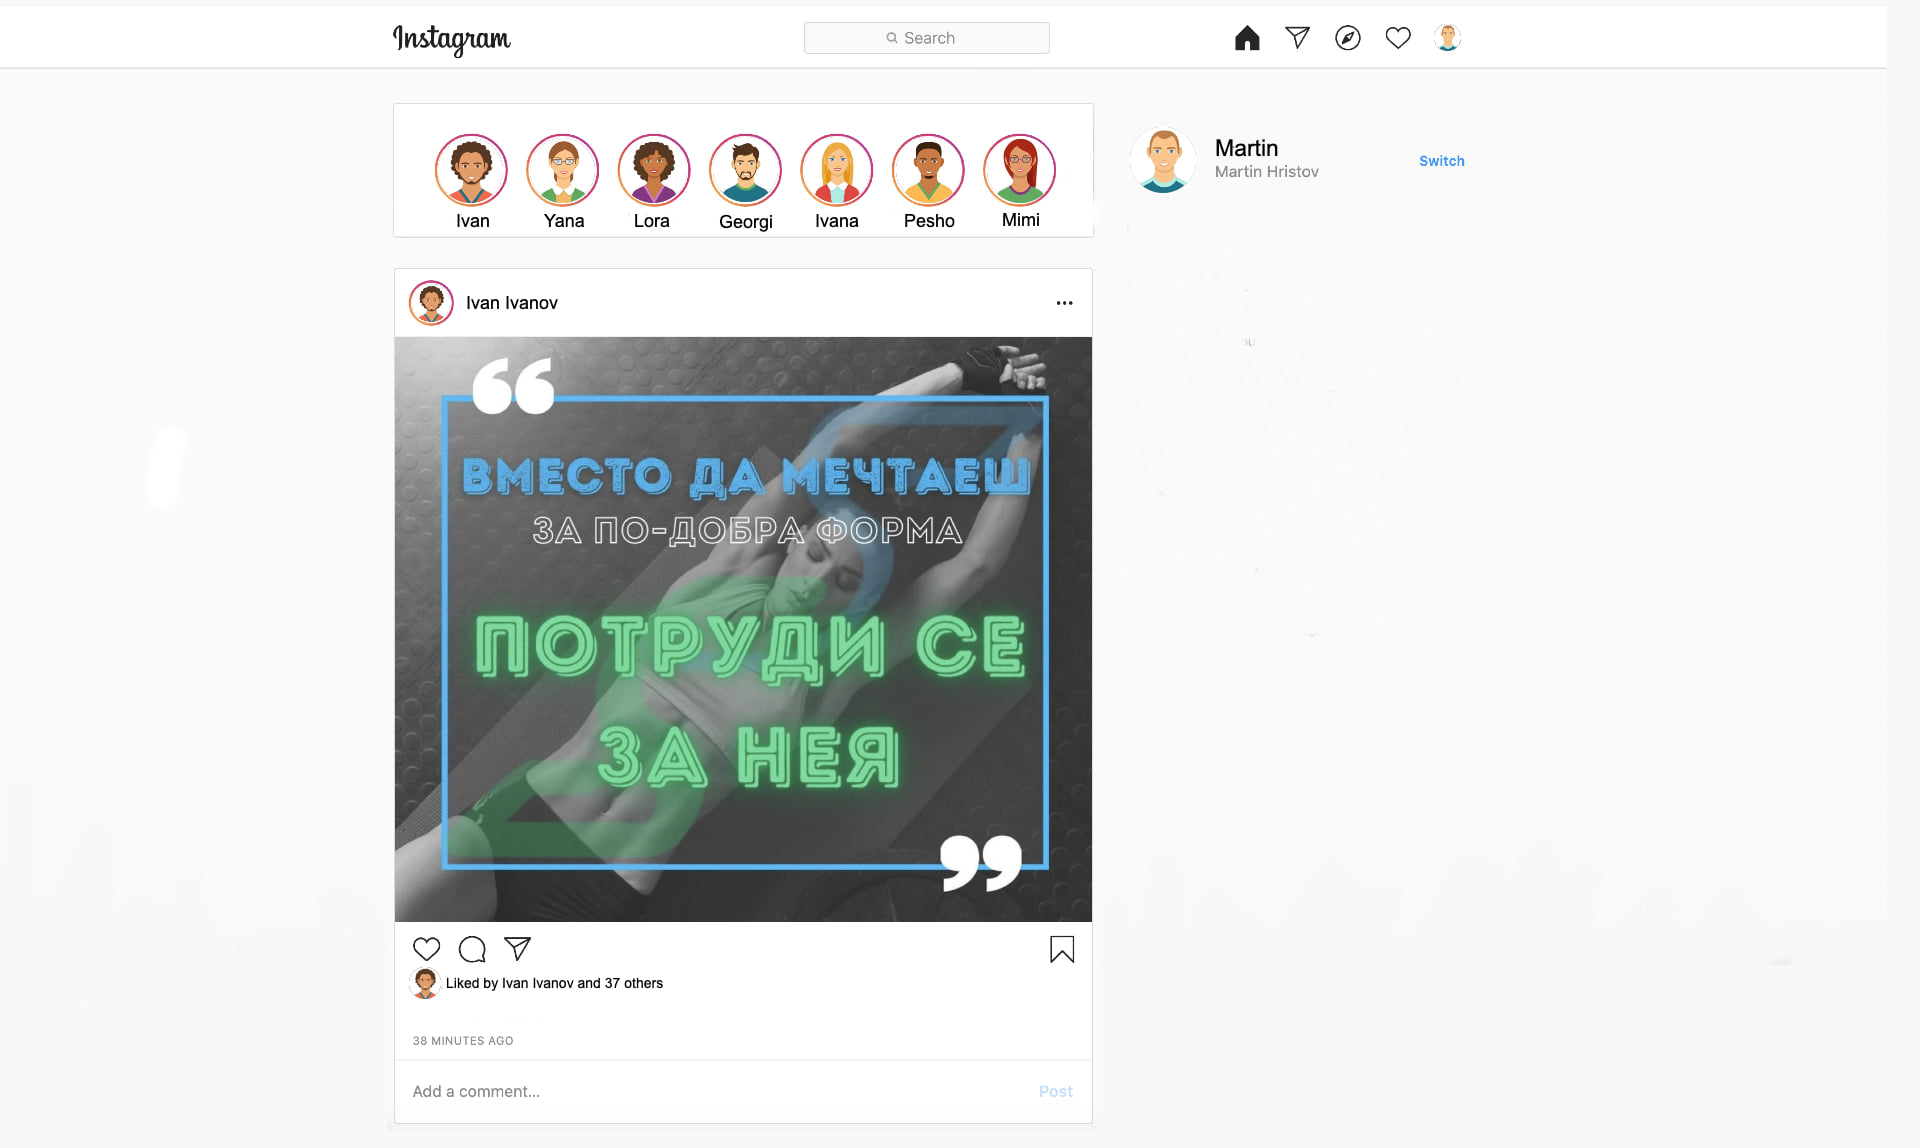 Instagram
Search
Ivan
Yana
Lora
Georgi
Ivana
Pesho
Mimi
Martin
Martin Hristov
Switch
Ivan Ivanov
ВМЕСТО ДА МЕЧТАЕШ
ЗА ПО-ДОБРА ФОРМА
ПОТРУДИ СЕ
ЗА НЕЯ
Liked by Ivan Ivanov and 37 others
38 MINUTES AGO
Add a comment...
Post